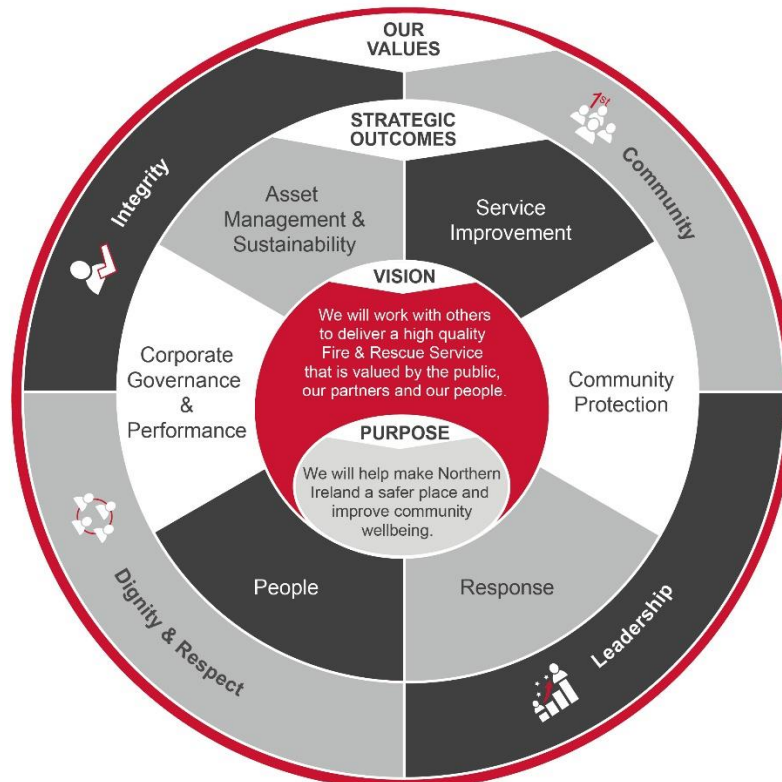 OUR
VALUES
Integrity
1st
Community
STRATEGIC
OUTCOMES
Asset
Management &
Sustainability
Service
Improvement
VISION
We will work with others
to deliver a high quality
Fire & Rescue Service
that is valued by the public,
our partners and our people.
Corporate
Governance
&
Performance
Community
Protection
PURPOSE
We will help make Northern
Ireland a safer place and
improve community
wellbeing.
People
Response
Dignity & Respect
Leadership